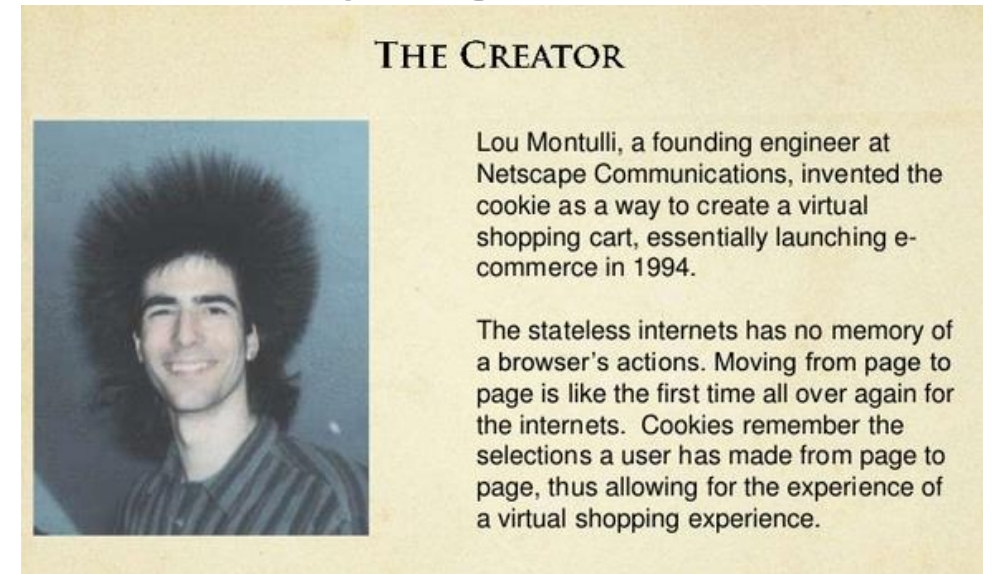 THE CREATOR
Lou Montulli, a founding engineer at
Netscape Communications, invented the
cookie as a way to create a virtual
shopping cart, essentially launching e-
commerce in 1994.
The stateless internets has no memory of
a browser’s actions. Moving from page to
page is like the first time all over again for
the internets.  Cookies remember the
selections a user has made from page to
page, thus allowing for the experience of
a virtual shopping experience.